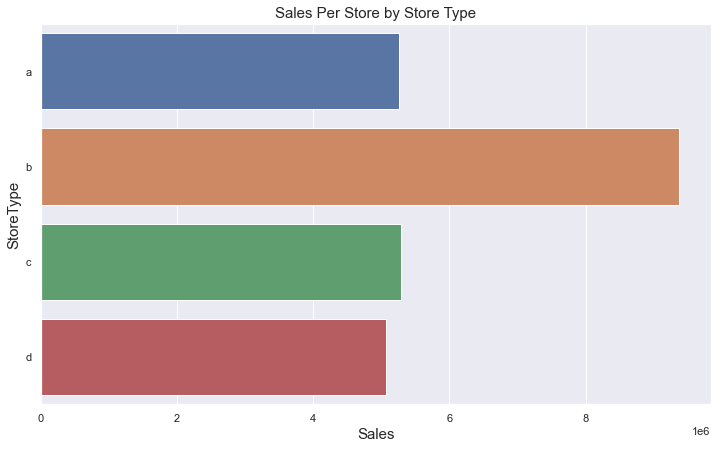 Sales Per Store by Store Type
StoreType
a
b
c
d
0 2 4 6 8
1e6
Sales